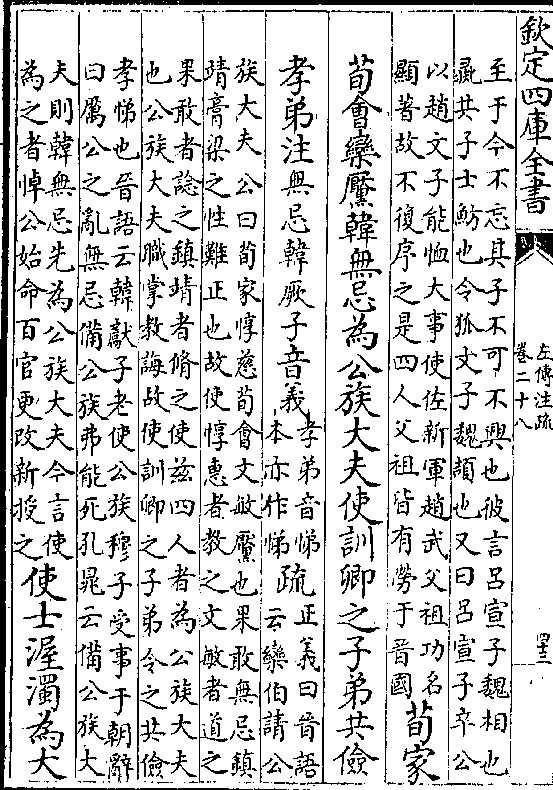 欽定四庫全書
左傳注疏
卷二十八
至于今不忘其子不可不興也彼言呂宣子魏相也
彘共子士魴也令狐文子魏頡也又曰呂宣子卒公
以趙文子能恤大事使佐新軍趙武父祖功名
顯著故不復序之是四人父祖皆有勞于晉國
荀家
荀會欒黶韓無忌為公族大夫使訓卿之子弟共儉
孝弟注無忌韓厥子音義
孝弟音悌
本亦作悌
疏
正義曰晉語
云欒伯請公
族大夫公曰荀家惇慈荀會文敏黶也果敢無忌鎮
靖膏粱之性難正也故使惇惠者教之文敏者道之
果敢者諗之鎮靖者脩之使兹四人者為公族大夫
也公族大夫職掌教誨故使訓卿之子弟令之共儉
孝悌也晉語云韓獻子老使公族穆子受事于朝辭
曰厲公之亂無忌備公族弗能死孔晁云備公族大
夫則韓無忌先為公族大夫今言使
為之者悼公始命百官更改新授之
使士渥濁為大